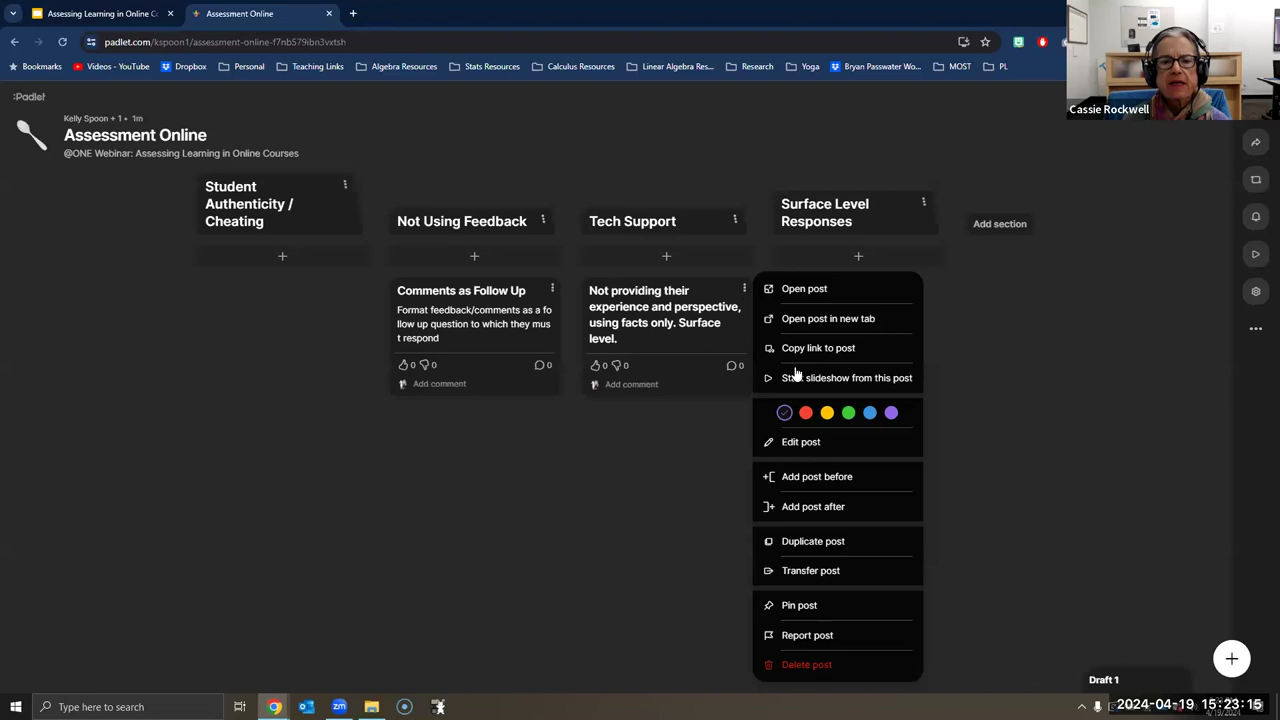 Assessing Learning in Online Co
Assessment Online
padlet.com/kspoon1/assessment-online-f7nb579ibn3vxtsh
Bookmarks
Videos - YouTube
Dropbox
Personal
Teaching Links
Algebra Resources
Stats Resources
Calculus Resources
Linear Algebra Res...
Research
Yoga
Bryan Passwater Wo...
MOST
PL
Cassie Rockwell
:Padlet
Kelly Spoon + 1 • 1m
Assessment Online
@ONE Webinar: Assessing Learning in Online Courses
Student
Authenticity /
Cheating
Not Using Feedback
Tech Support
Surface Level
Responses
Add section
Comments as Follow Up
Format feedback/comments as a fo
llow up question to which they mus
t respond
0
0
0
Add comment
Not providing their
experience and perspective,
using facts only. Surface
level.
0
0
0
Add comment
Open post
Open post in new tab
Copy link to post
Start slideshow from this post
Edit post
Add post before
Add post after
Duplicate post
Transfer post
Pin post
Report post
Delete post
Draft 1
Type here to search
zm
2024-04-19 15:23:15
4/19/2024